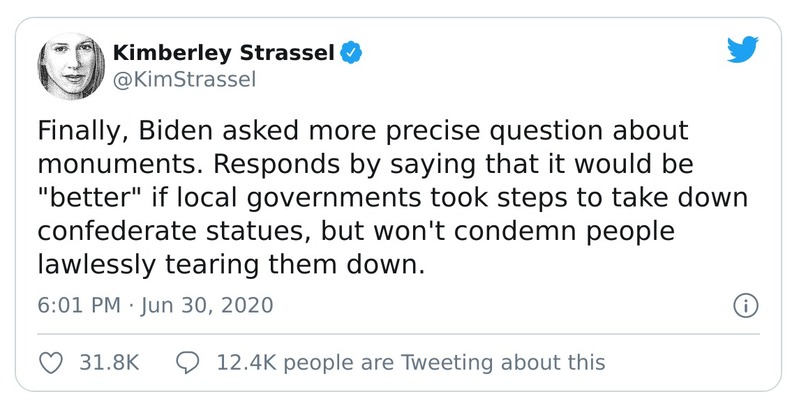 Kimberley Strassel
@KimStrassel
Finally, Biden asked more precise question about
monuments. Responds by saying that it would be
"better" if local governments took steps to take down
confederate statues, but won't condemn people
lawlessly tearing them down.
6:01 PM · Jun 30, 2020
31.8K 12.4K people are Tweeting about this